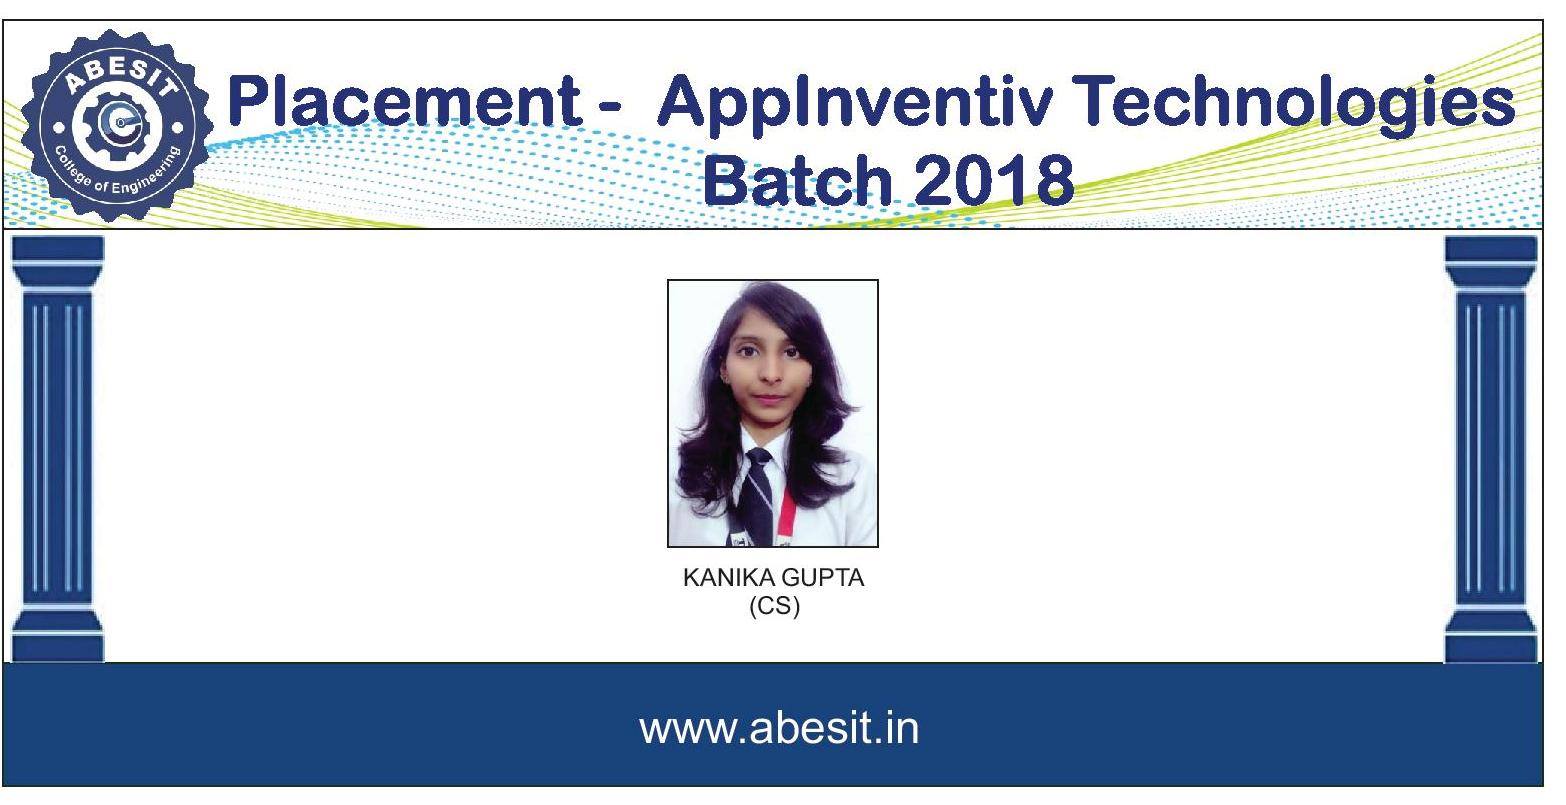 ABESIT
College of Engineering
Placement - AppInventiv Technologies
Batch 2018
KANIKA GUPTA
(CS)
www.abesit.in